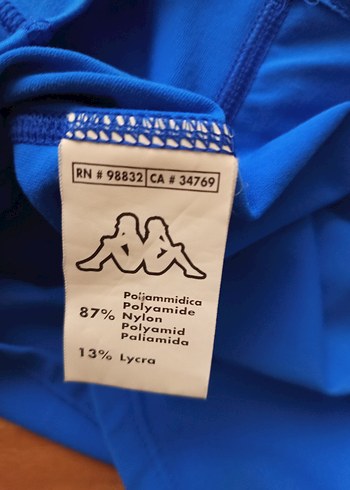 RN # 98832 CA # 34769
Poliammidica
Polyamide
87% Nylon
Polyamid
Paliamida
13% Lycra